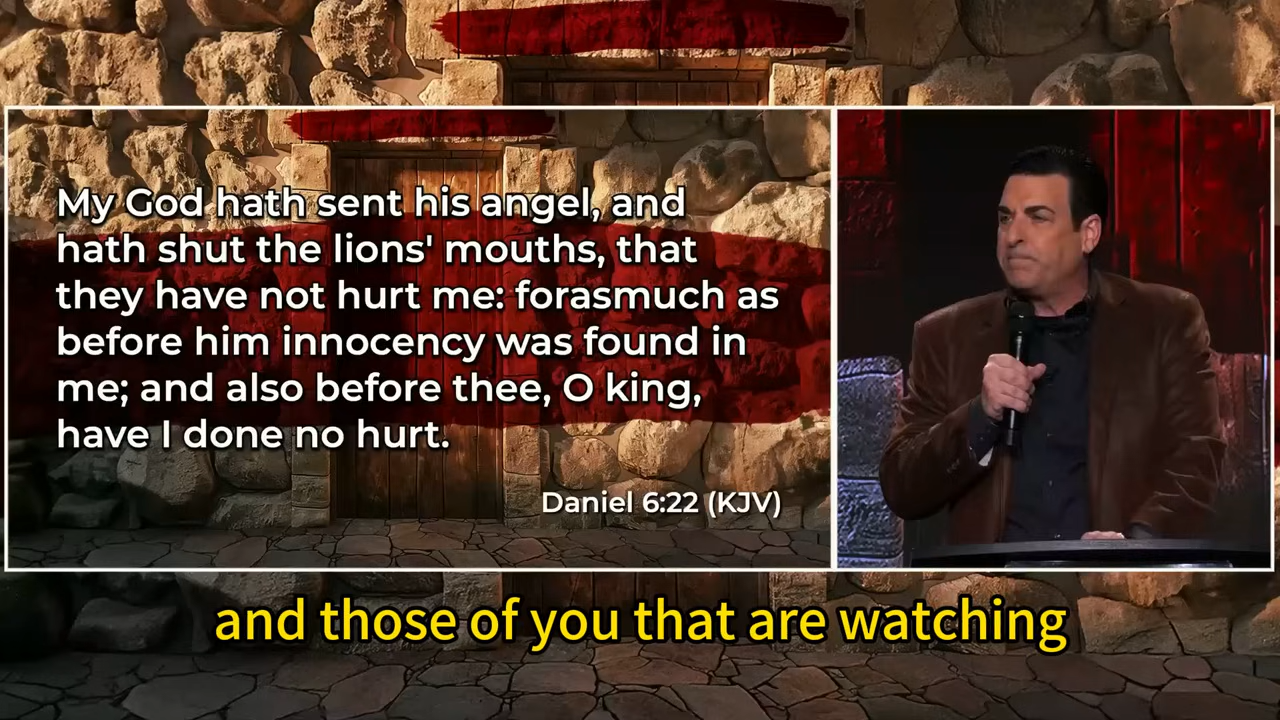 My God hath sent his angel, and
hath shut the lions' mouths, that
they have not hurt me: forasmuch as
before him innocency was found in
me; and also before thee, O king,
have I done no hurt.
Daniel 6:22 (KJV)
and those of you that are watching